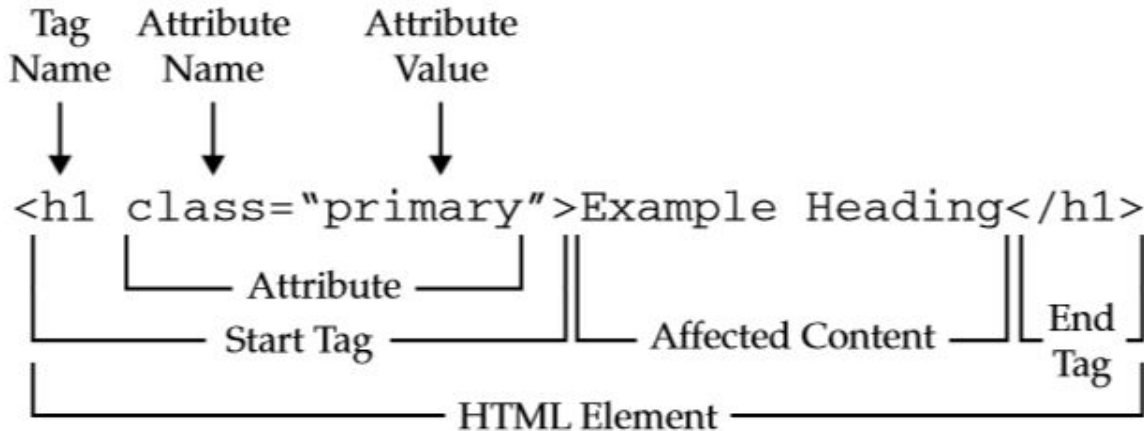 Tag Attribute Attribute
Name Name Value
<h1 class=“primary”>Example Heading</h1>
Attribute
Start Tag Affected Content End
Tag
HTML Element